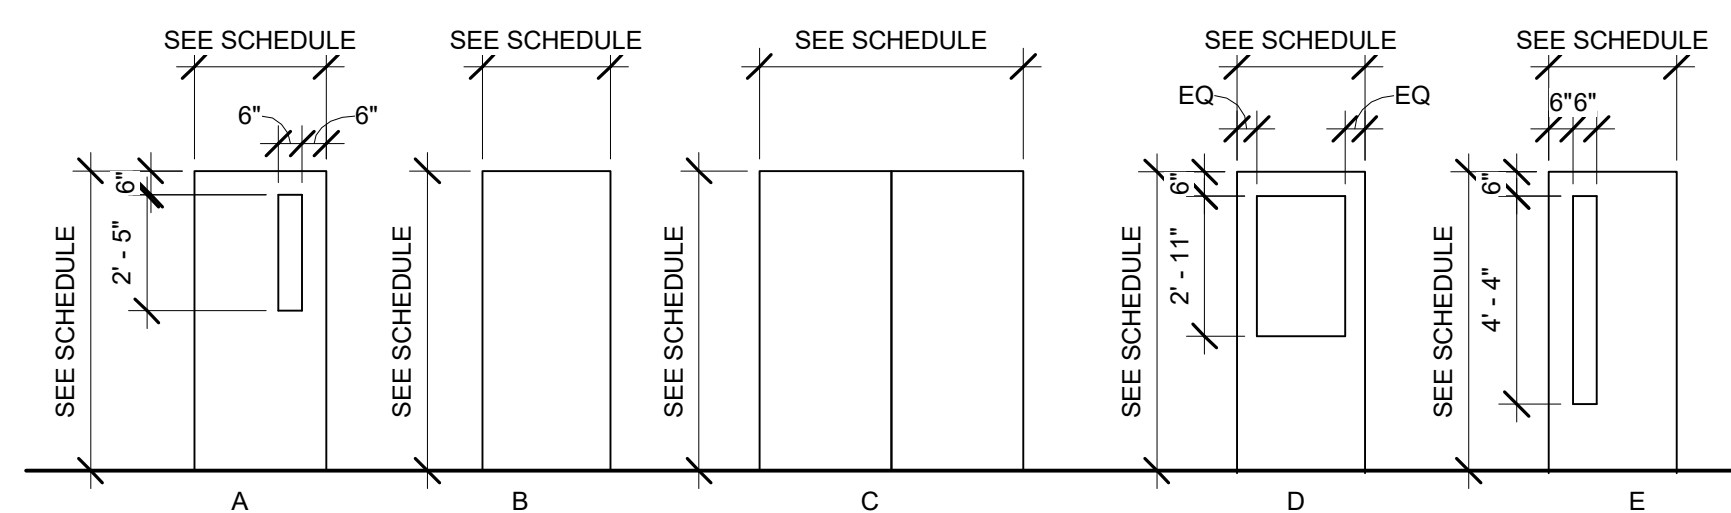 SEE SCHEDULE
SEE SCHEDULE
SEE SCHEDULE
SEE SCHEDULE
SEE SCHEDULE
6"
6"
EQ
EQ
6"
6"
6"
2' - 5"
SEE SCHEDULE
SEE SCHEDULE
SEE SCHEDULE
6"
2' - 11"
SEE SCHEDULE
6"
4' - 4"
SEE SCHEDULE
A
B
C
D
E